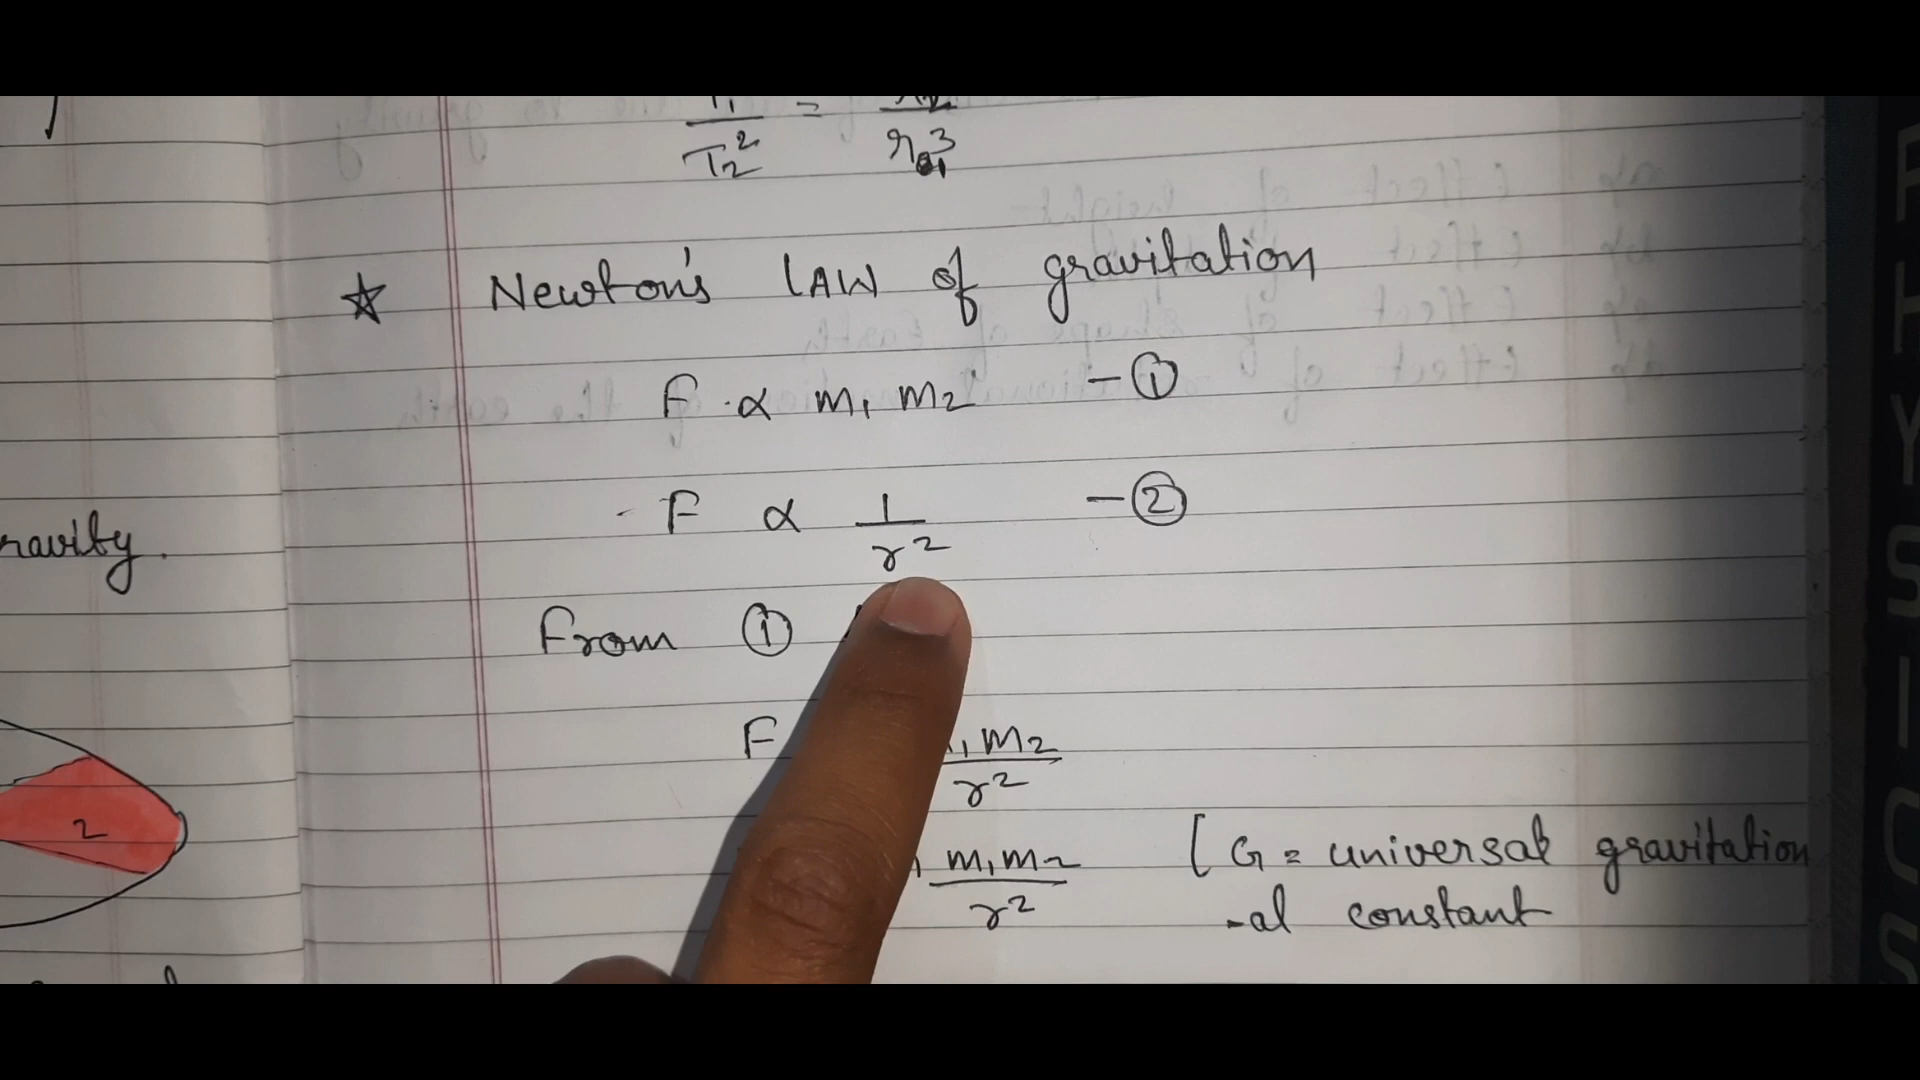 T₂² = r₁³
☆ Newton's LAW of gravitation
F ∝ m₁ m₂ - ①
- F ∝ 1/r² - ②
From ①
F m₂/r²
m₁m₂/r² [G = universal gravitation
-al constant
ravity.
2